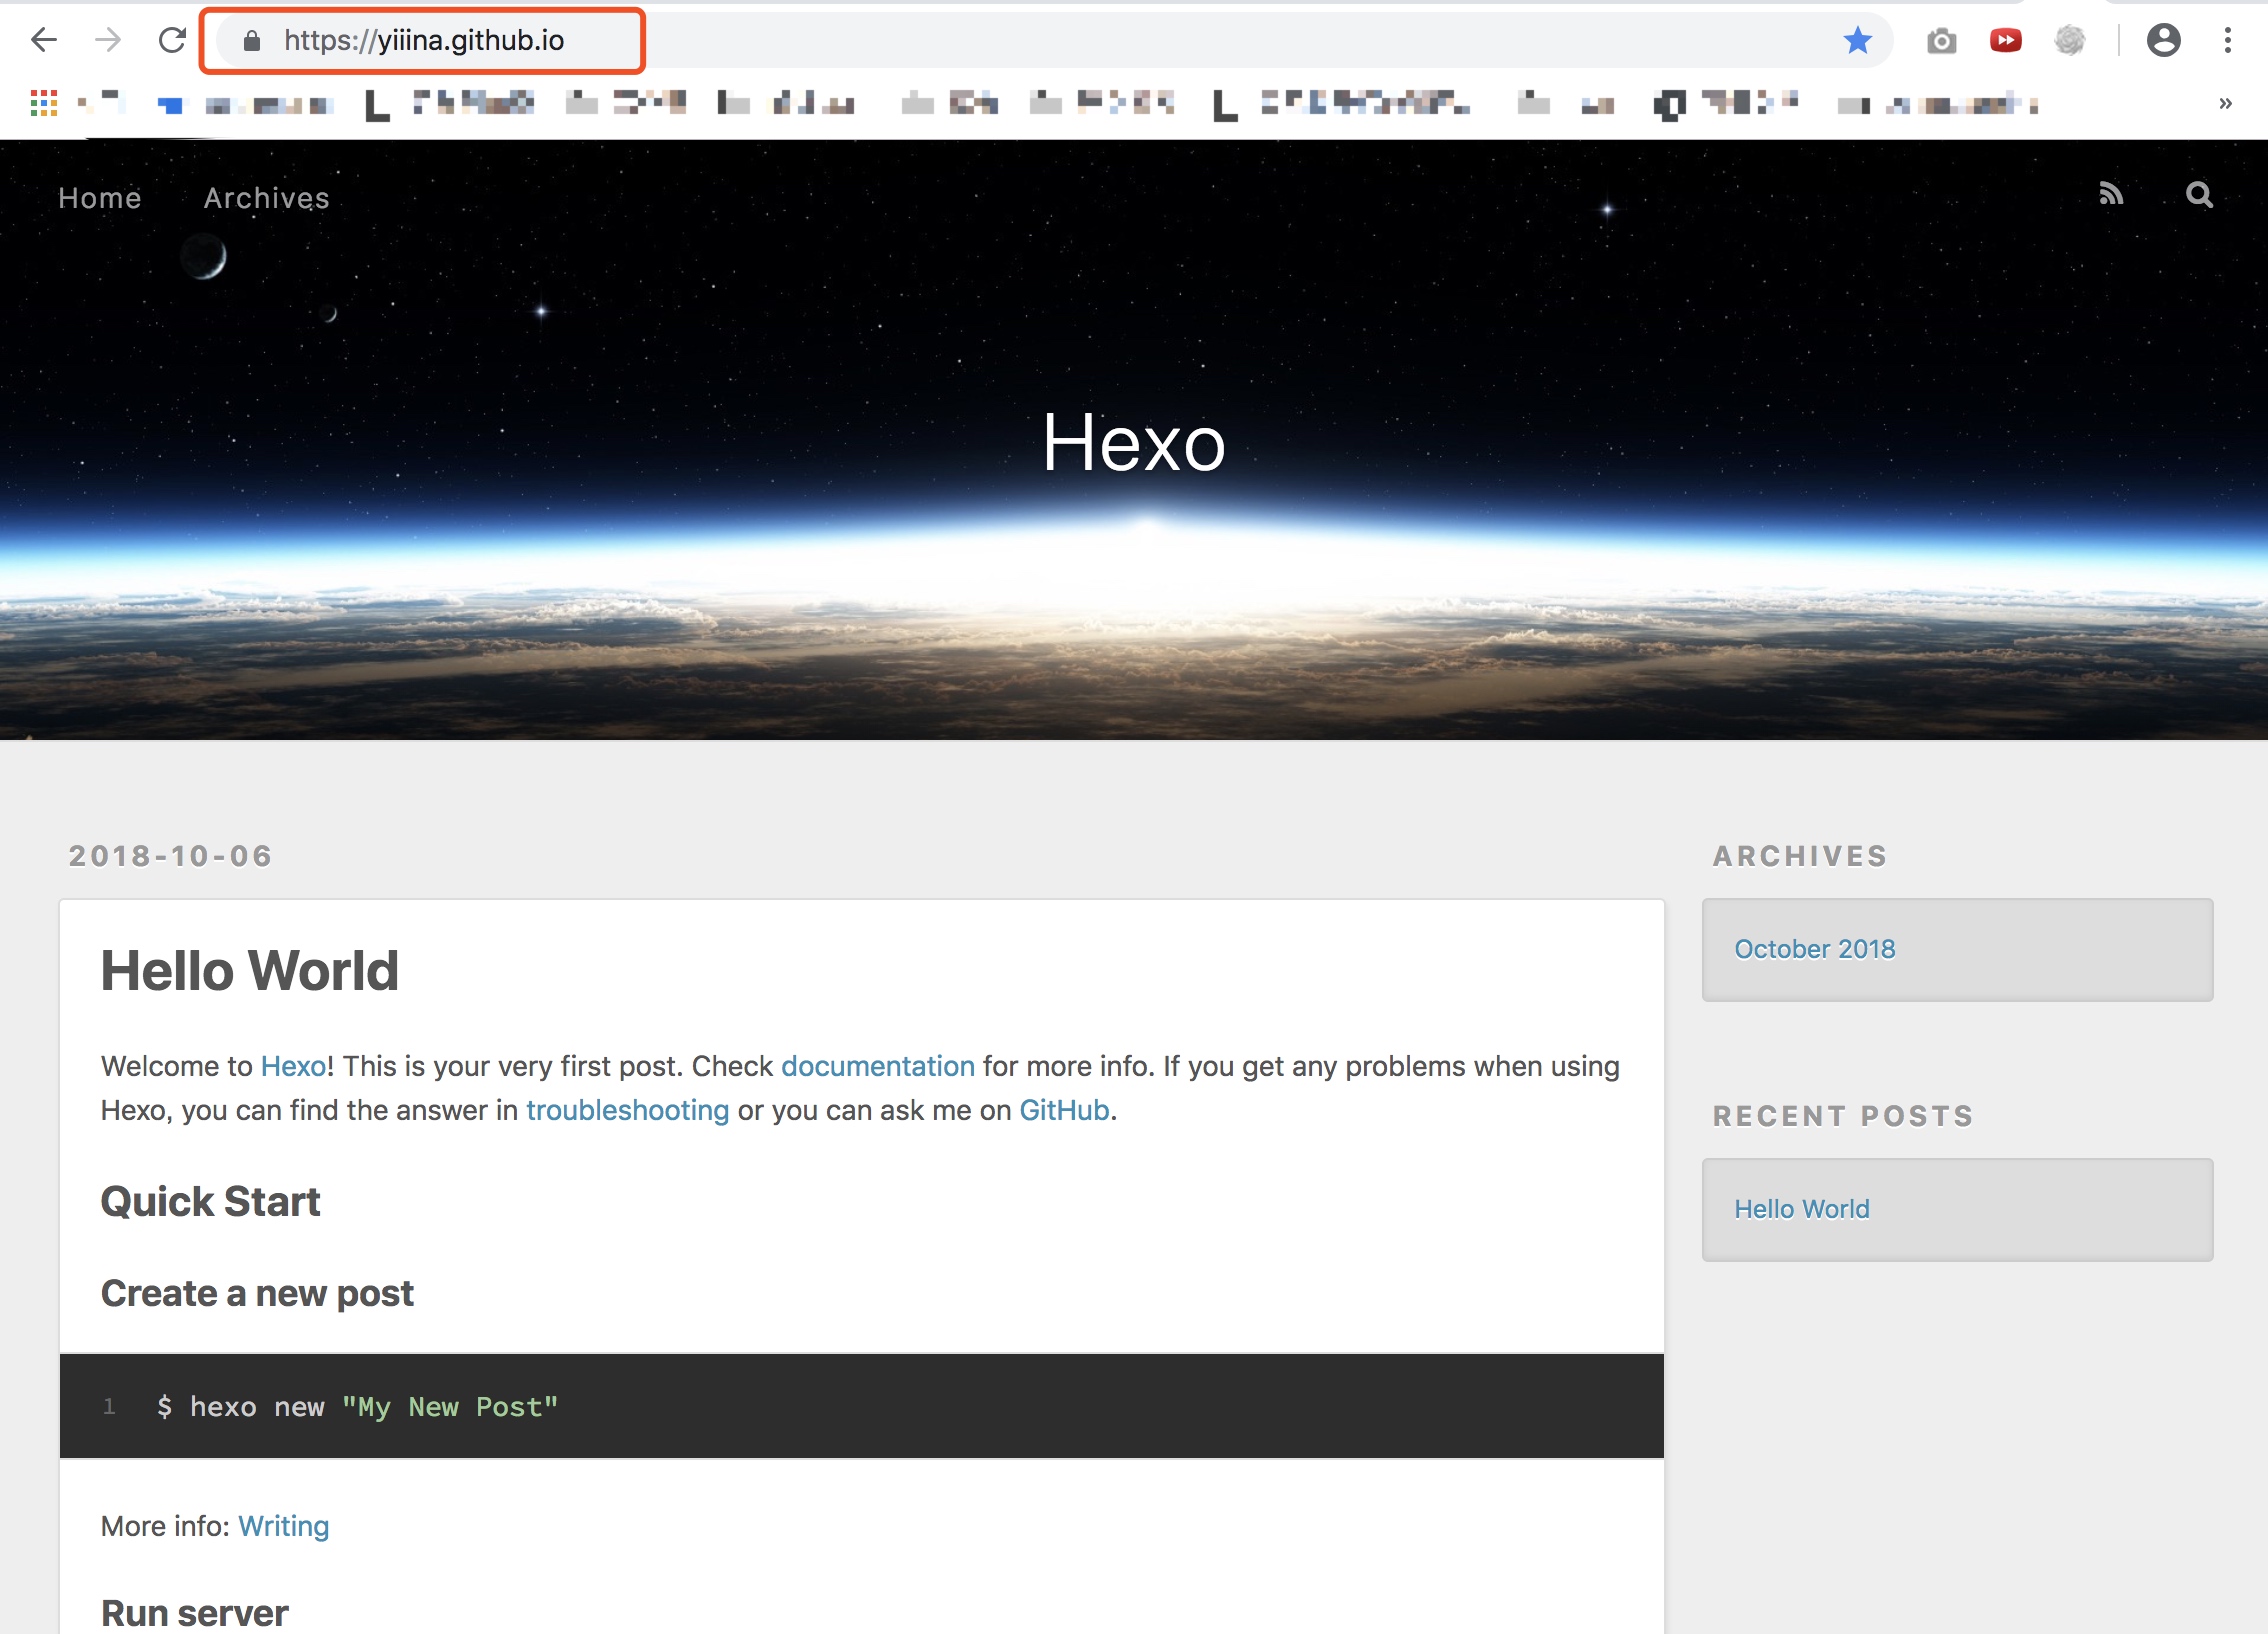 https://yiiina.github.io
»
Home Archives
Hexo
2018-10-06
Hello World
Welcome to Hexo! This is your very first post. Check documentation for more info. If you get any problems when using
Hexo, you can find the answer in troubleshooting or you can ask me on GitHub.
Quick Start
Create a new post
1 $ hexo new "My New Post"
More info: Writing
Run server
ARCHIVES
October 2018
RECENT POSTS
Hello World